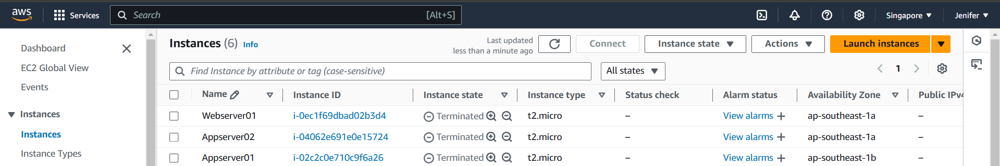 aws Services Search [Alt+S] Singapore Jenifer
Dashboard
EC2 Global View
Events
Instances
Instances
Instance Types
Instances (6) Info
Last updated
less than a minute ago
Connect Instance state Actions Launch instances
Find Instance by attribute or tag (case-sensitive) All states 1
Name Instance ID Instance state Instance type Status check Alarm status Availability Zone Public IPv4
Webserver01 i-0ec1f69dbad02b3d4 Terminated t2.micro – View alarms + ap-southeast-1a –
Appserver02 i-04062e691e0e15724 Terminated t2.micro – View alarms + ap-southeast-1a –
Appserver01 i-02c2c0e710c9f6a26 Terminated t2.micro – View alarms + ap-southeast-1b –